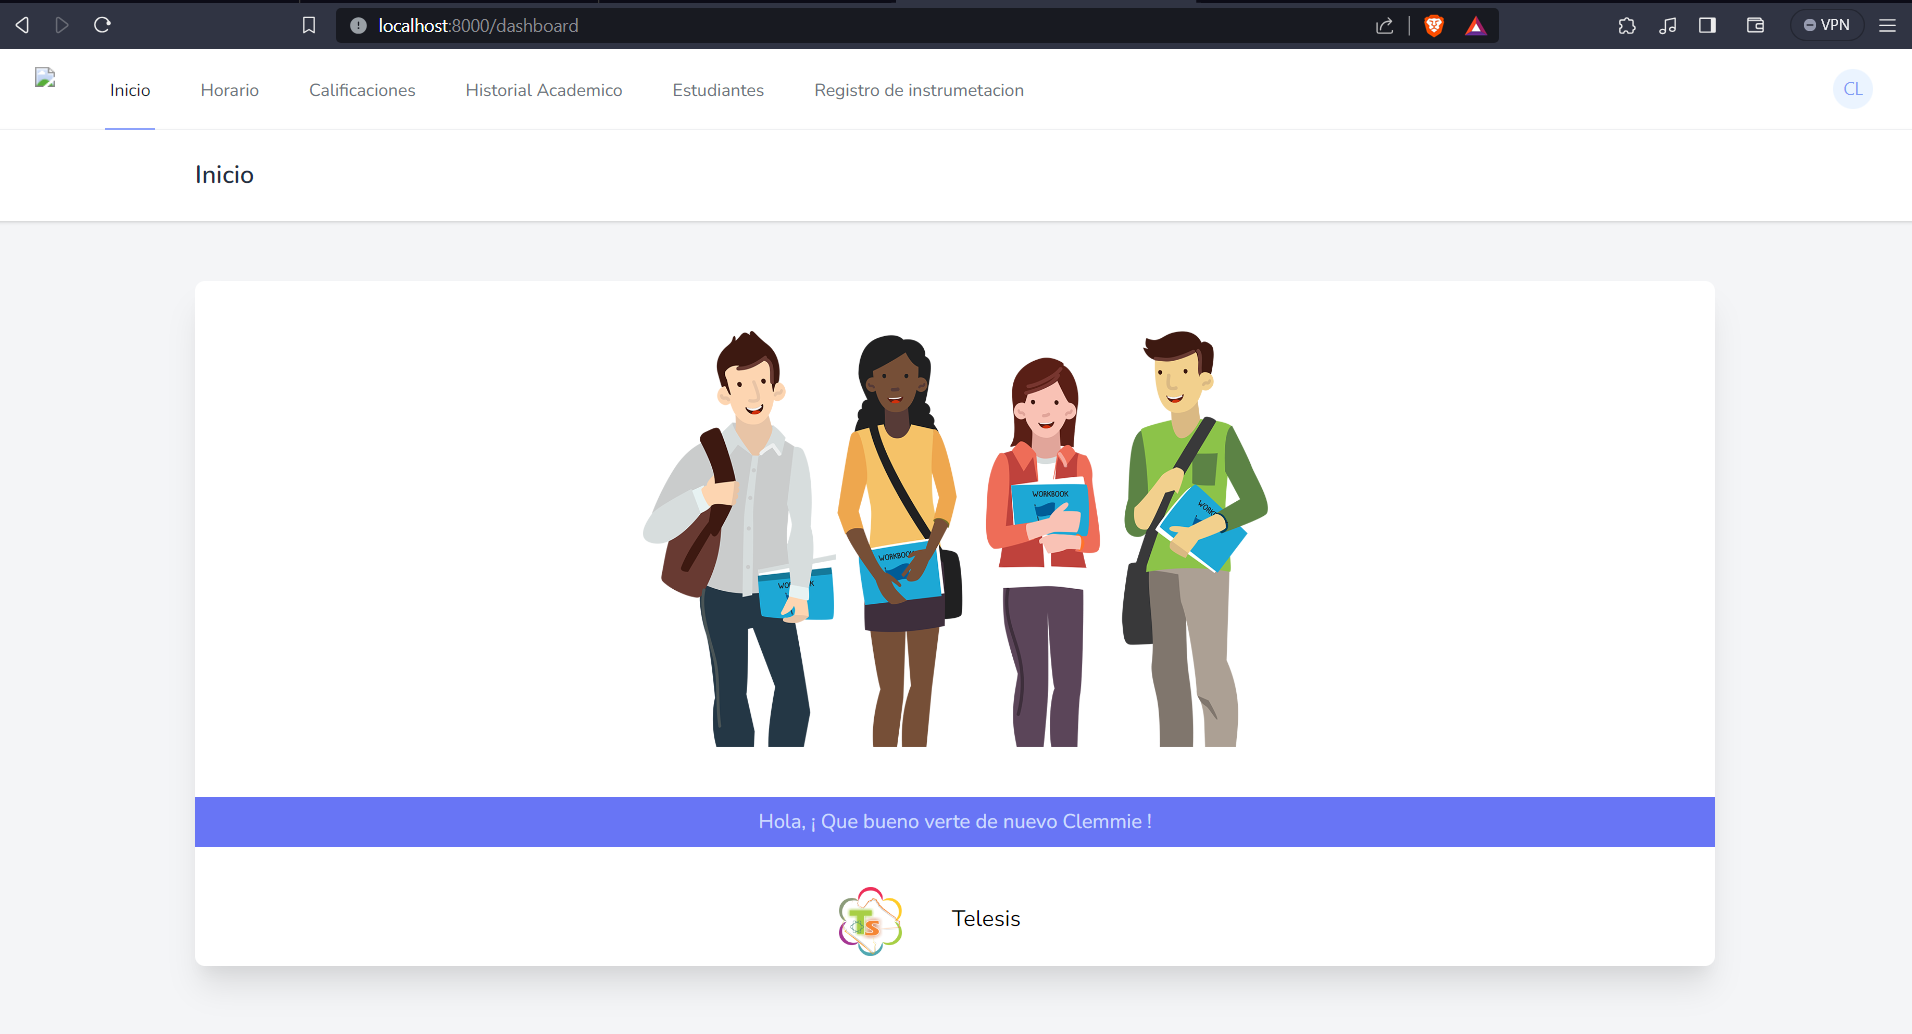 localhost:8000/dashboard
VPN
Inicio Horario Calificaciones Historial Academico Estudiantes Registro de instrumetacion
CL
Inicio
WORKBOOK
WORKBOOK
Hola, ¡ Que bueno verte de nuevo Clemmie !
TS
Telesis